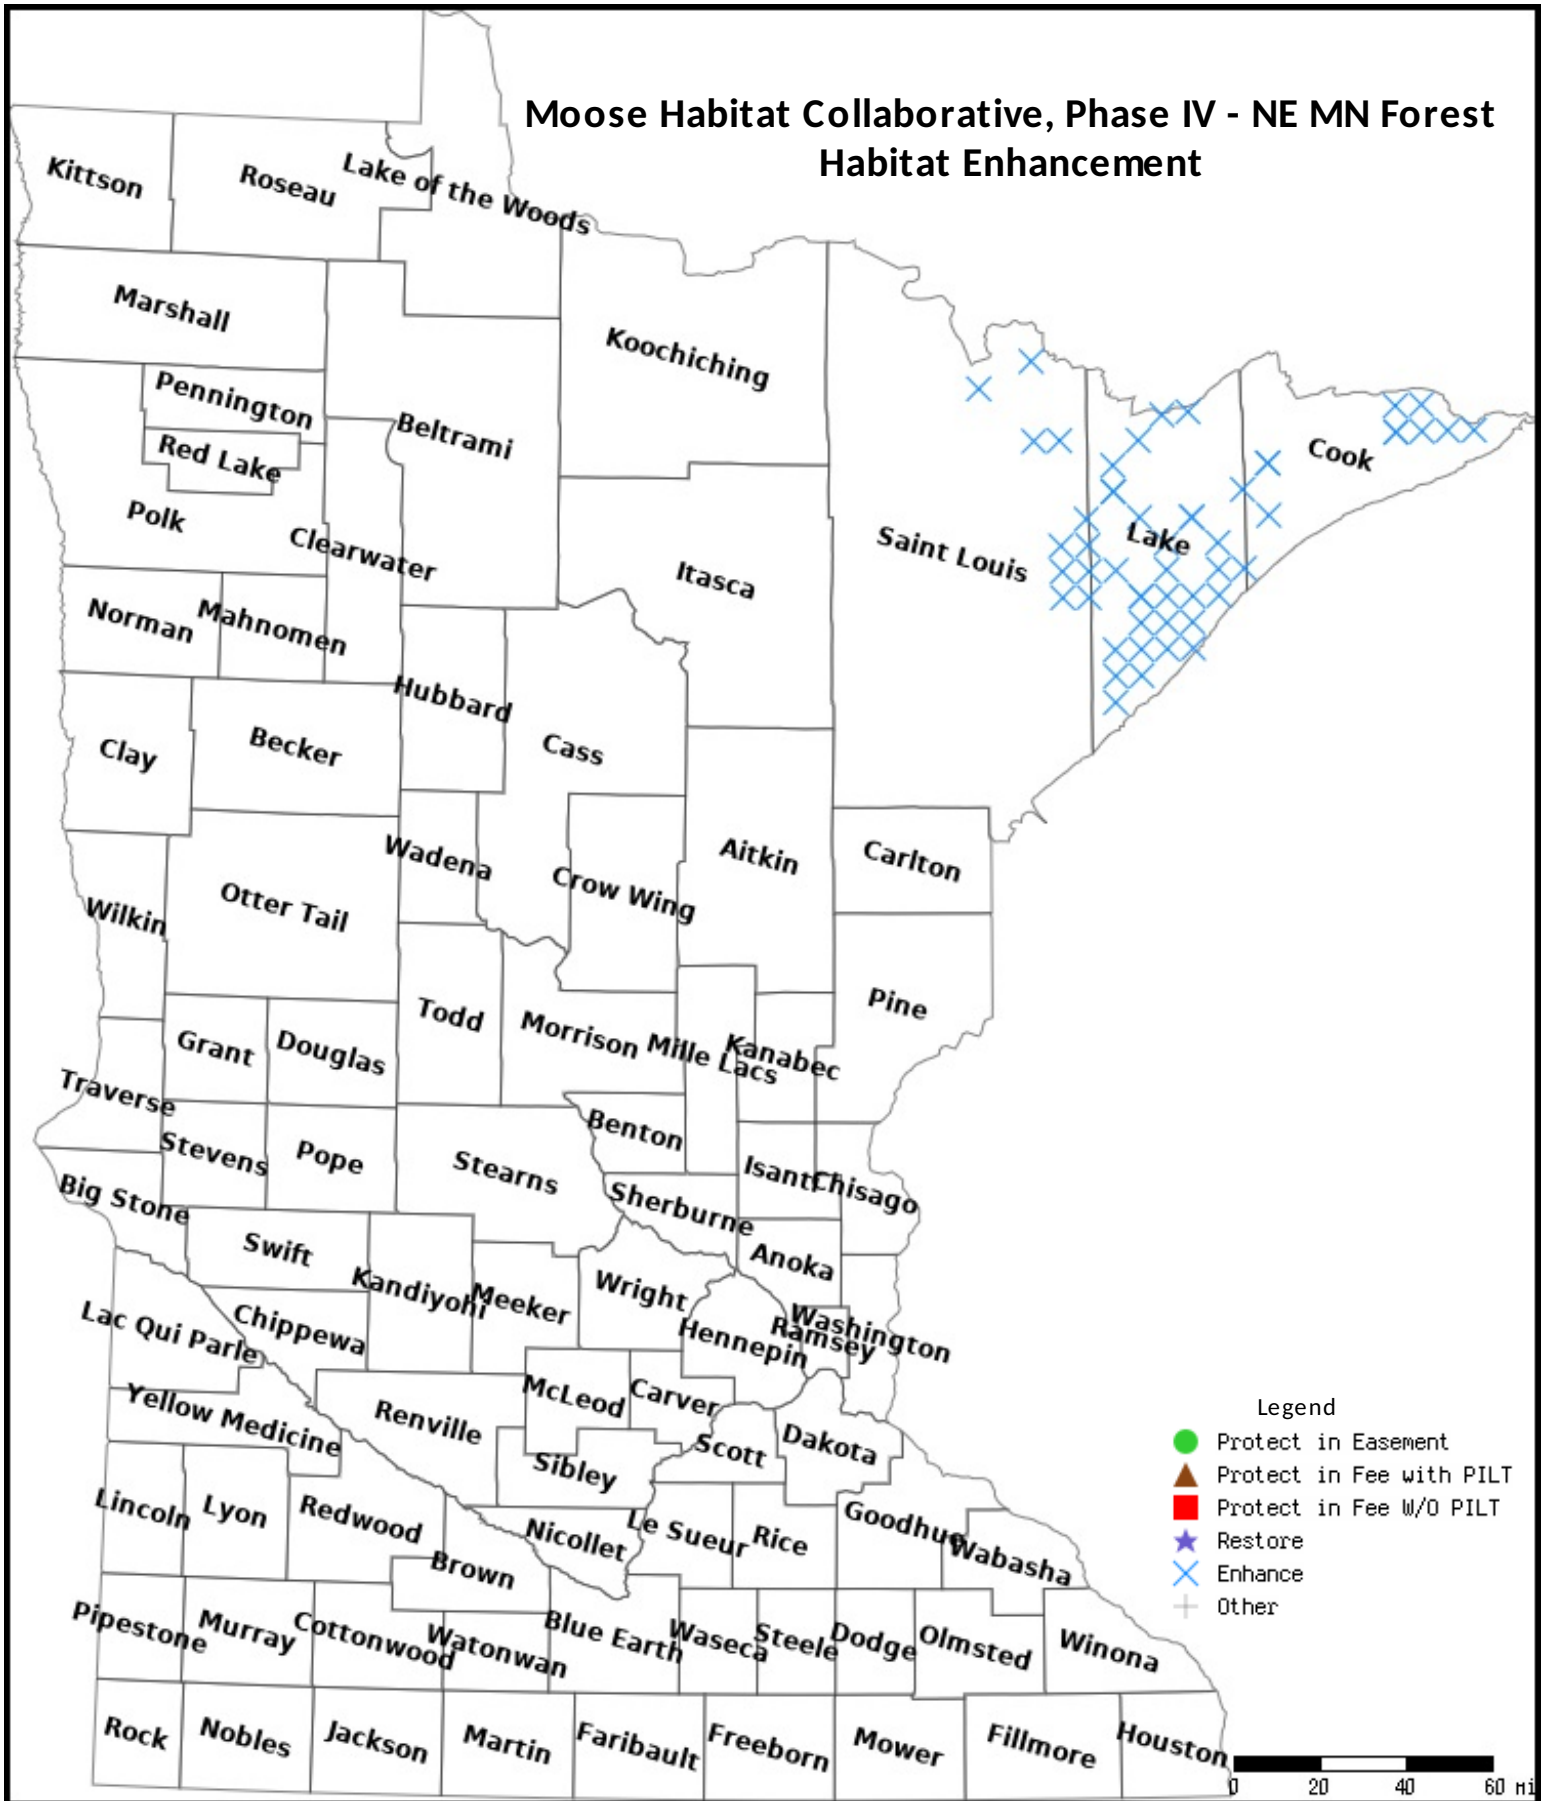 Moose Habitat Collaborative, Phase IV - NE MN Forest
Habitat Enhancement
Kittson
Roseau
Lake of the Woods
Marshall
Koochiching
Pennington
Beltrami
Red Lake
Cook
Polk
Clearwater
Saint Louis
Lake
Itasca
Norman
Mahnomen
Hubbard
Cass
Clay
Becker
Wadena
Aitkin
Carlton
Otter Tail
Crow Wing
Wilkin
Todd
Pine
Grant
Douglas
Morrison
Mille Lacs
Kanabec
Traverse
Benton
Stevens
Pope
Stearns
Isanti
Chisago
Big Stone
Sherburne
Swift
Anoka
Kandiyohi
Meeker
Wright
Lac Qui Parle
Chippewa
Hennepin
Ramsey
Washington
McLeod
Carver
Yellow Medicine
Renville
Scott
Dakota
Sibley
Lincoln
Lyon
Redwood
Nicollet
Le Sueur
Rice
Goodhue
Wabasha
Brown
Pipestone
Murray
Cottonwood
Watonwan
Blue Earth
Waseca
Steele
Dodge
Olmsted
Winona
Rock
Nobles
Jackson
Martin
Faribault
Freeborn
Mower
Fillmore
Houston
Legend
Protect in Easement
Protect in Fee with PILT
Protect in Fee W/O PILT
Restore
Enhance
Other
0 20 40 60 mi